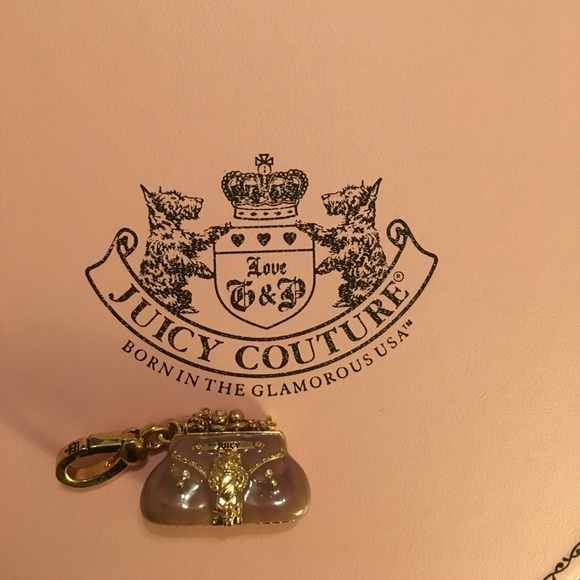 Love
G&P
JUICY COUTURE®
BORN IN THE GLAMOROUS USA™
JUICY